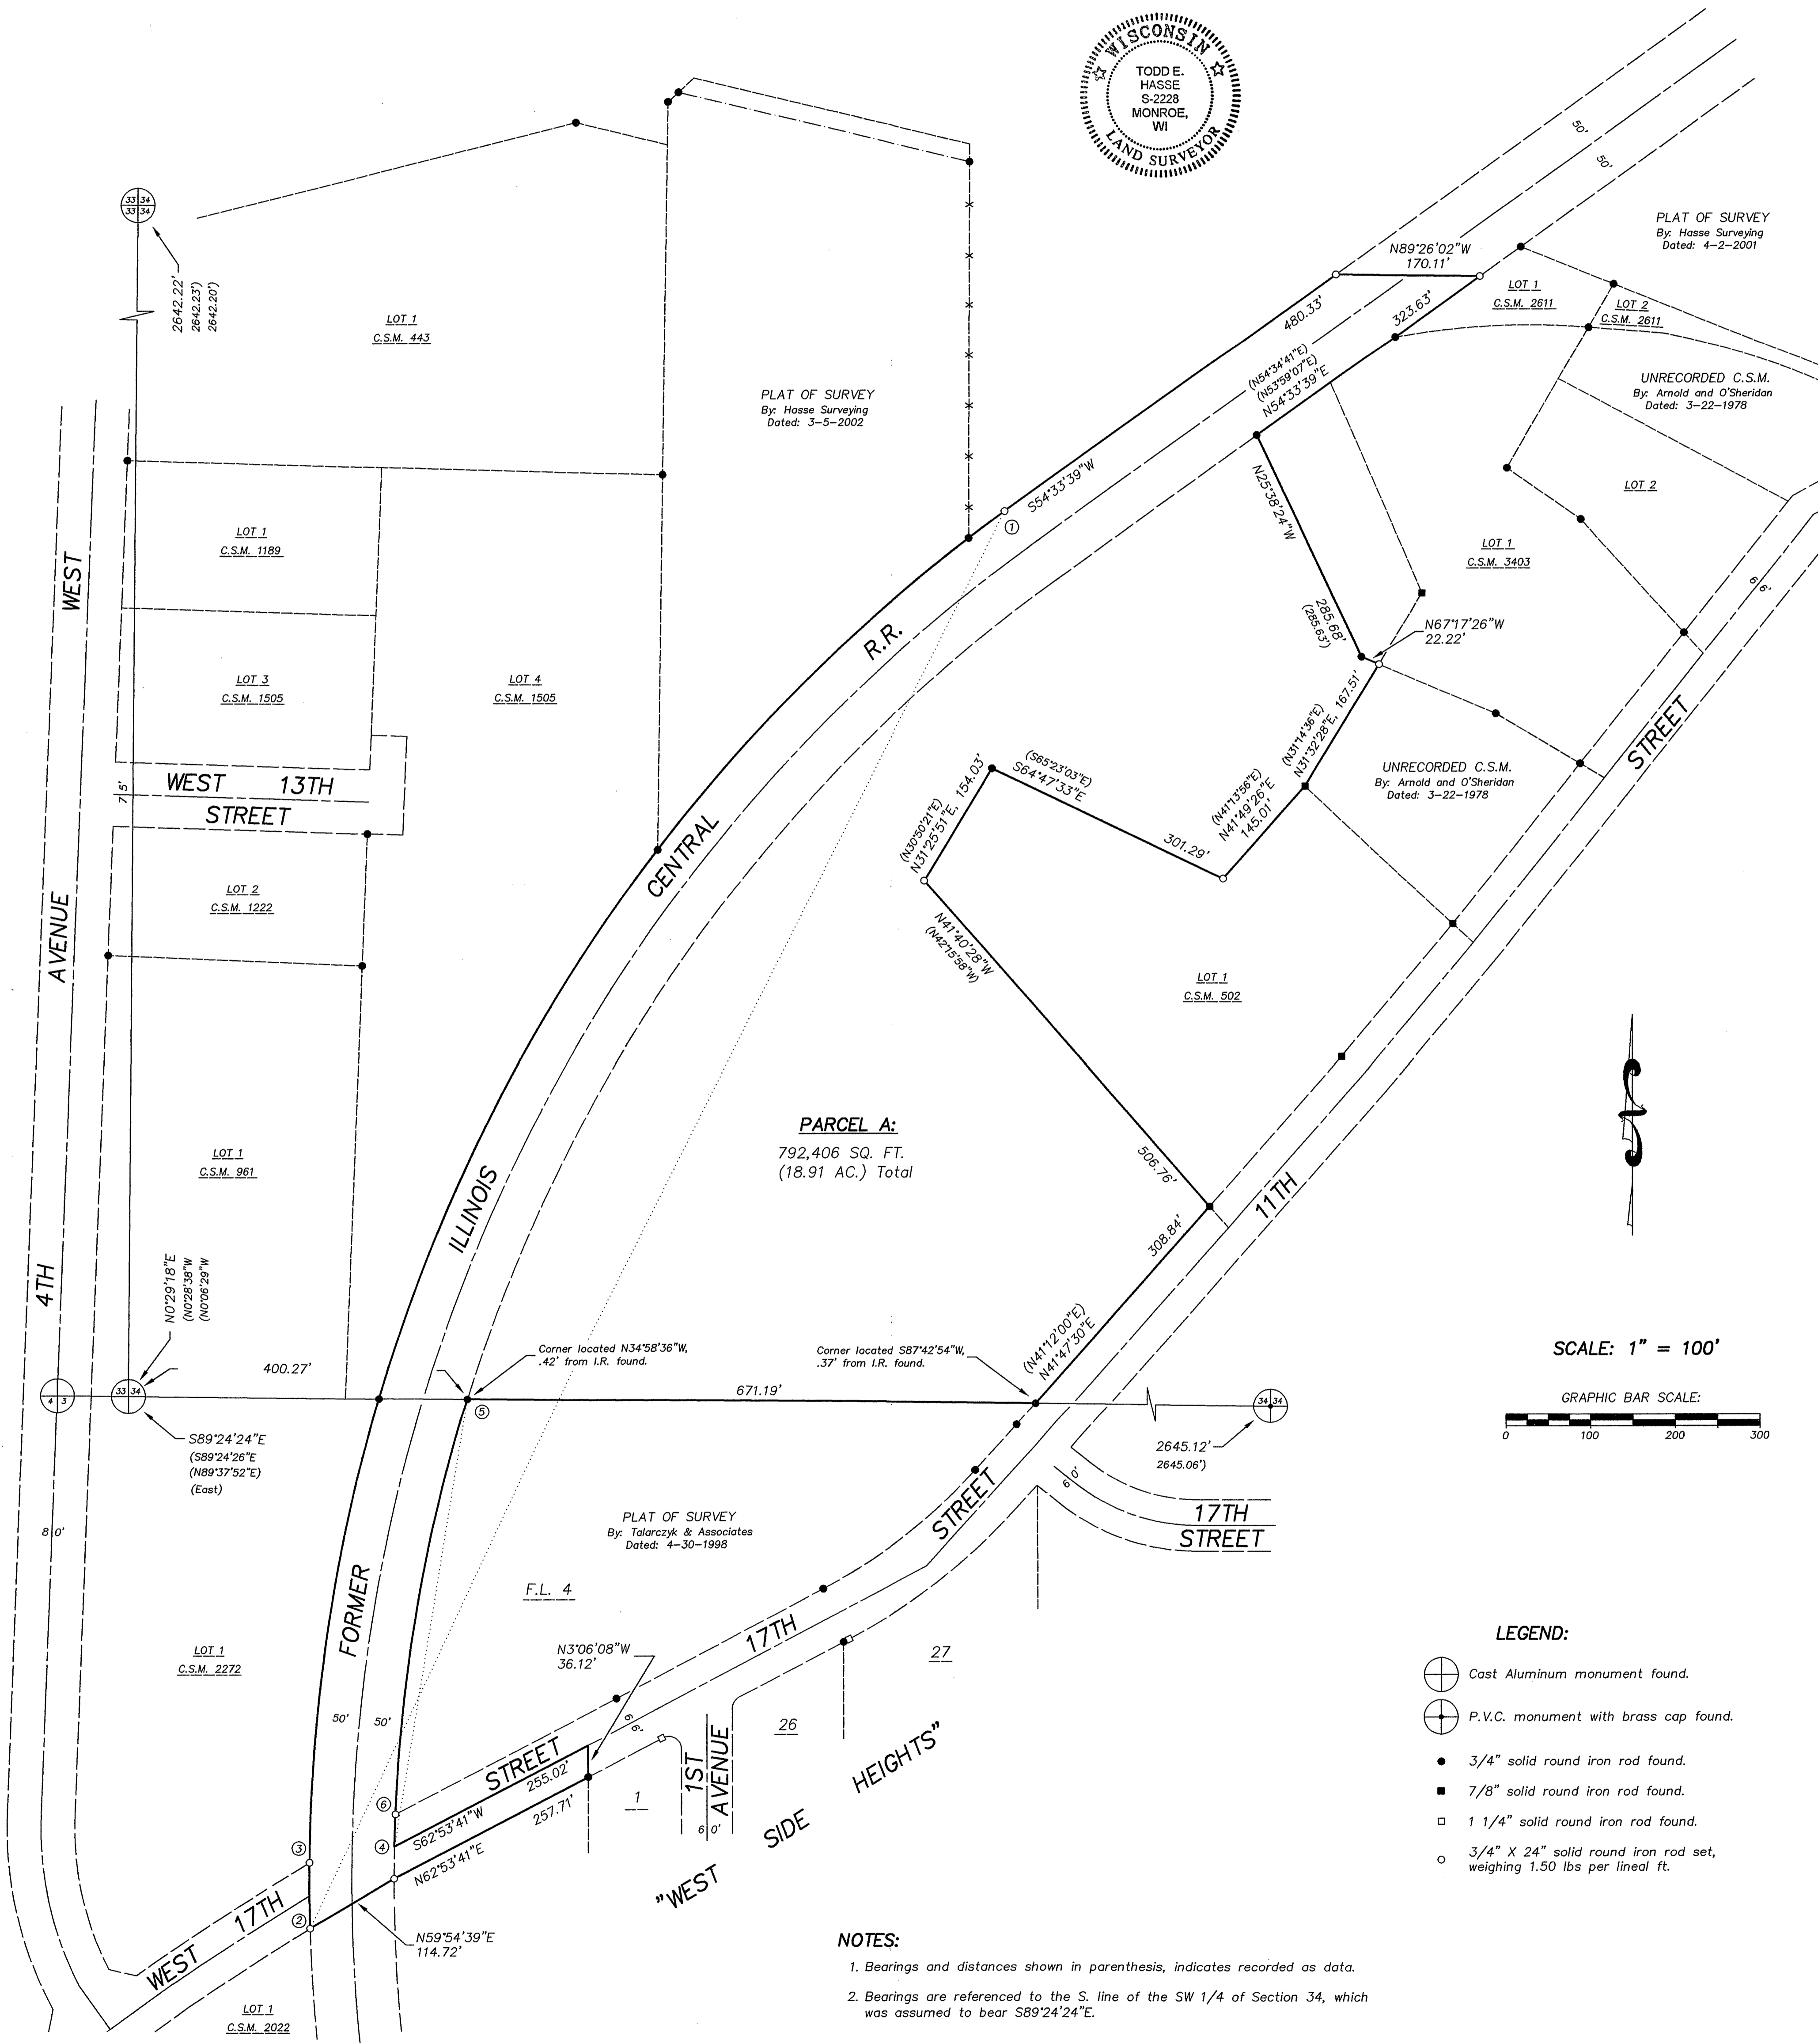 WISCONSIN
TODD E.
HASSE
S-2228
MONROE,
WI
LAND SURVEYOR
50'
50'
PLAT OF SURVEY
By: Hasse Surveying
Dated: 4-2-2001
33 34
33 34
2642.22'
2642.23')
2642.20')
N89°26'02"W
170.11'
LOT 1
C.S.M. 2611
LOT 2
C.S.M. 2611
LOT 1
C.S.M. 443
480.33'
323.63'
(N54°34'41"E)
(N53°59'07"E)
N54°33'39"E
PLAT OF SURVEY
By: Hasse Surveying
Dated: 3-5-2002
UNRECORDED C.S.M.
By: Arnold and O'Sheridan
Dated: 3-22-1978
S54°33'39"W
1
N25°38'24"W
285.68'
(285.63')
LOT 2
LOT 1
C.S.M. 1189
LOT 1
C.S.M. 3403
66'
N67°17'26"W
22.22'
WEST
AVENUE
4TH
LOT 3
C.S.M. 1505
LOT 4
C.S.M. 1505
R.R.
CENTRAL
ILLINOIS
FORMER
WEST 13TH
STREET
75'
(N31°14'36"E)
N31°32'28"E, 167.51'
(S65°23'03"E)
S64°47'33"E
301.29'
(N30°50'21"E)
N31°25'51"E, 154.03'
(N41°13'56"E)
N41°49'26"E
145.01'
UNRECORDED C.S.M.
By: Arnold and O'Sheridan
Dated: 3-22-1978
STREET
11TH
LOT 2
C.S.M. 1222
N41°40'28"W
(N42°15'58"W)
506.76'
LOT 1
C.S.M. 502
PARCEL A:
792,406 SQ. FT.
(18.91 AC.) Total
LOT 1
C.S.M. 961
308.84'
(N41°12'00"E)
N41°47'30"E
N0°29'18"E
(N0°28'38"W
(N0°06'29"W
400.27'
Corner located N34°58'36"W,
.42' from I.R. found.
Corner located S87°42'54"W,
.37' from I.R. found.
SCALE: 1" = 100'
4 3
33 34
671.19'
5
34 34
GRAPHIC BAR SCALE:
0 100 200 300
S89°24'24"E
(S89°24'26"E
(N89°37'52"E)
(East)
2645.12'
2645.06')
80'
60'
17TH
STREET
PLAT OF SURVEY
By: Talarczyk & Associates
Dated: 4-30-1998
STREET
F.L. 4
17TH
LOT 1
C.S.M. 2272
N3°06'08"W
36.12'
27
50'
50'
66'
26
1ST
AVENUE
60'
STREET
255.02'
S62°53'41"W
257.71'
N62°53'41"E
1
6
4
3
2
"WEST SIDE HEIGHTS"
WEST 17TH
N59°54'39"E
114.72'
LOT 1
C.S.M. 2022
LEGEND:
Cast Aluminum monument found.
P.V.C. monument with brass cap found.
3/4" solid round iron rod found.
7/8" solid round iron rod found.
1 1/4" solid round iron rod found.
3/4" X 24" solid round iron rod set,
weighing 1.50 lbs per lineal ft.
NOTES:
1. Bearings and distances shown in parenthesis, indicates recorded as data.
2. Bearings are referenced to the S. line of the SW 1/4 of Section 34, which
was assumed to bear S89°24'24"E.